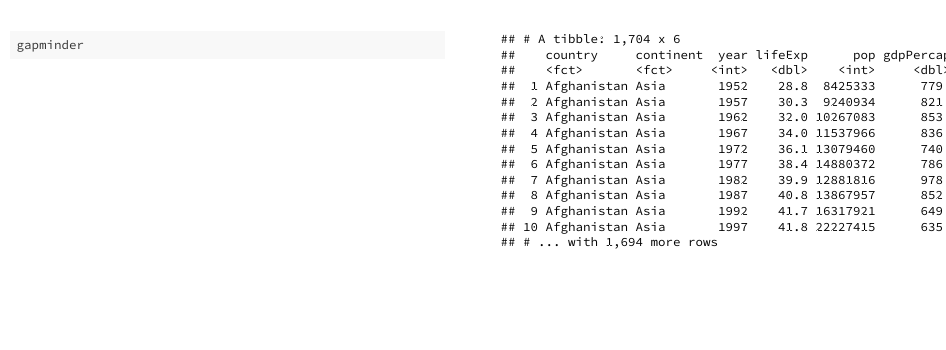 gapminder
## # A tibble: 1,704 x 6
##    country     continent  year lifeExp      pop gdpPercap
##    <fct>       <fct>     <int>   <dbl>    <int>     <dbl>
##  1 Afghanistan Asia       1952    28.8  8425333      779
##  2 Afghanistan Asia       1957    30.3  9240934      821
##  3 Afghanistan Asia       1962    32.0 10267083      853
##  4 Afghanistan Asia       1967    34.0 11537966      836
##  5 Afghanistan Asia       1972    36.1 13079460      740
##  6 Afghanistan Asia       1977    38.4 14880372      786
##  7 Afghanistan Asia       1982    39.9 12881816      978
##  8 Afghanistan Asia       1987    40.8 13867957      852
##  9 Afghanistan Asia       1992    41.7 16317921      649
## 10 Afghanistan Asia       1997    41.8 22227415      635
## # ... with 1,694 more rows